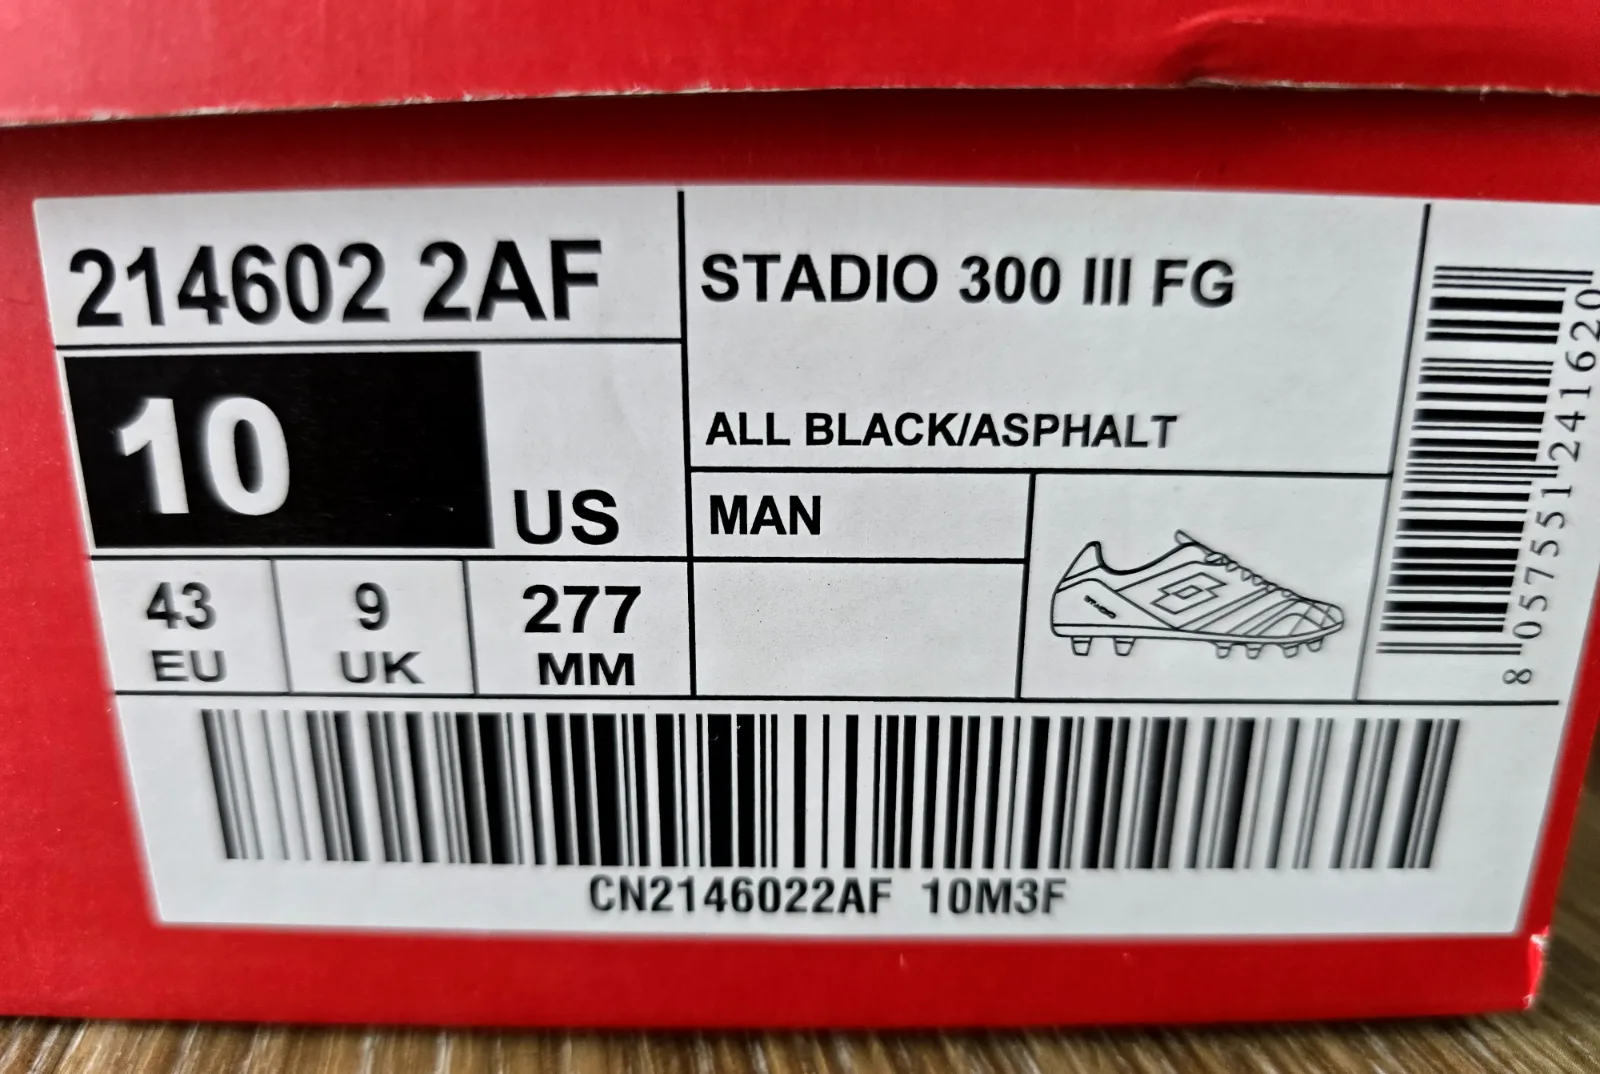 214602 2AF
STADIO 300 III FG
ALL BLACK/ASPHALT
10
US
MAN
43
EU
9
UK
277
MM
STADIO
8 057551 241620
CN2146022AF 10M3F